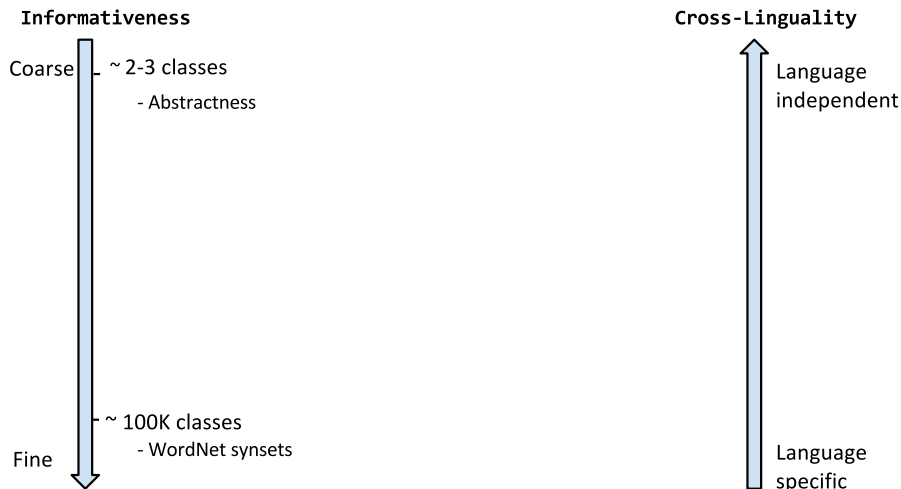 Informativeness
Cross-Linguality
Coarse
~ 2-3 classes
- Abstractness
Language
independent
~ 100K classes
- WordNet synsets
Fine
Language
specific